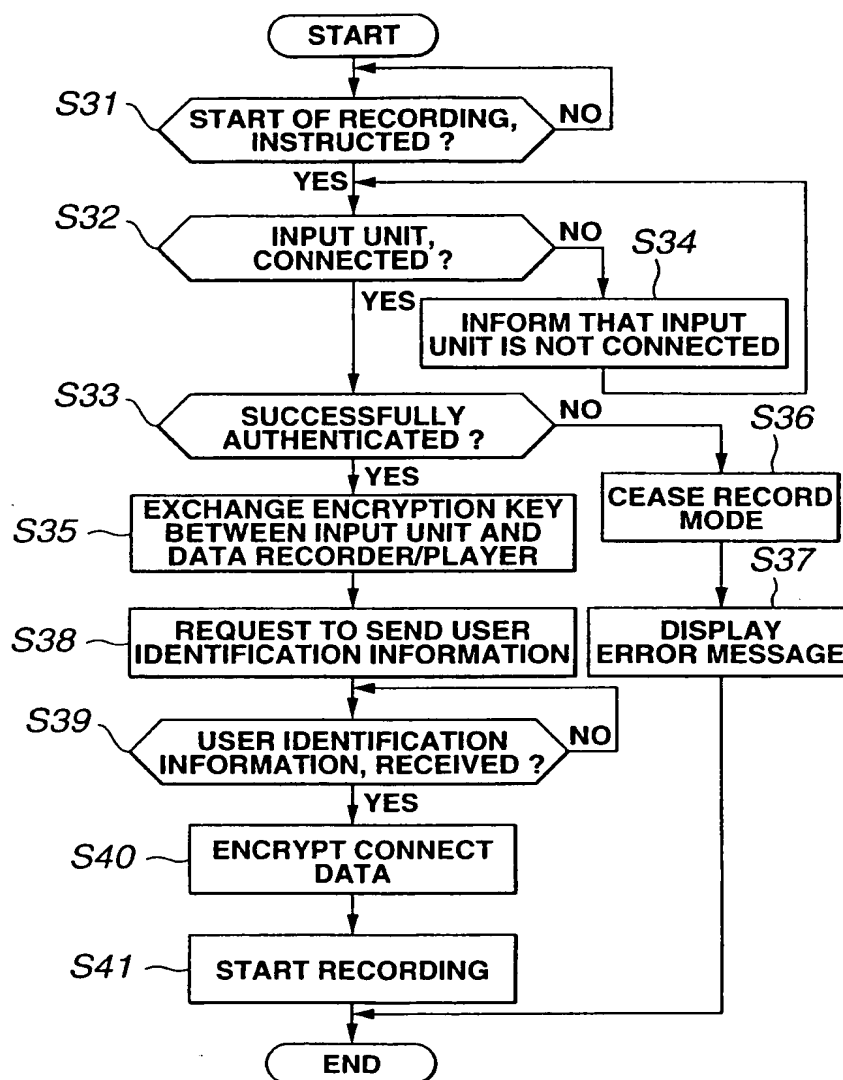 START
S31
START OF RECORDING,
INSTRUCTED ?
NO
YES
S32
INPUT UNIT,
CONNECTED ?
NO
S34
YES
INFORM THAT INPUT
UNIT IS NOT CONNECTED
S33
SUCCESSFULLY
AUTHENTICATED ?
NO
S36
YES
CEASE RECORD
MODE
S35
EXCHANGE ENCRYPTION KEY
BETWEEN INPUT UNIT AND
DATA RECORDER/PLAYER
S37
DISPLAY
ERROR MESSAGE
S38
REQUEST TO SEND USER
IDENTIFICATION INFORMATION
S39
USER IDENTIFICATION
INFORMATION, RECEIVED ?
NO
YES
S40
ENCRYPT CONNECT
DATA
S41
START RECORDING
END